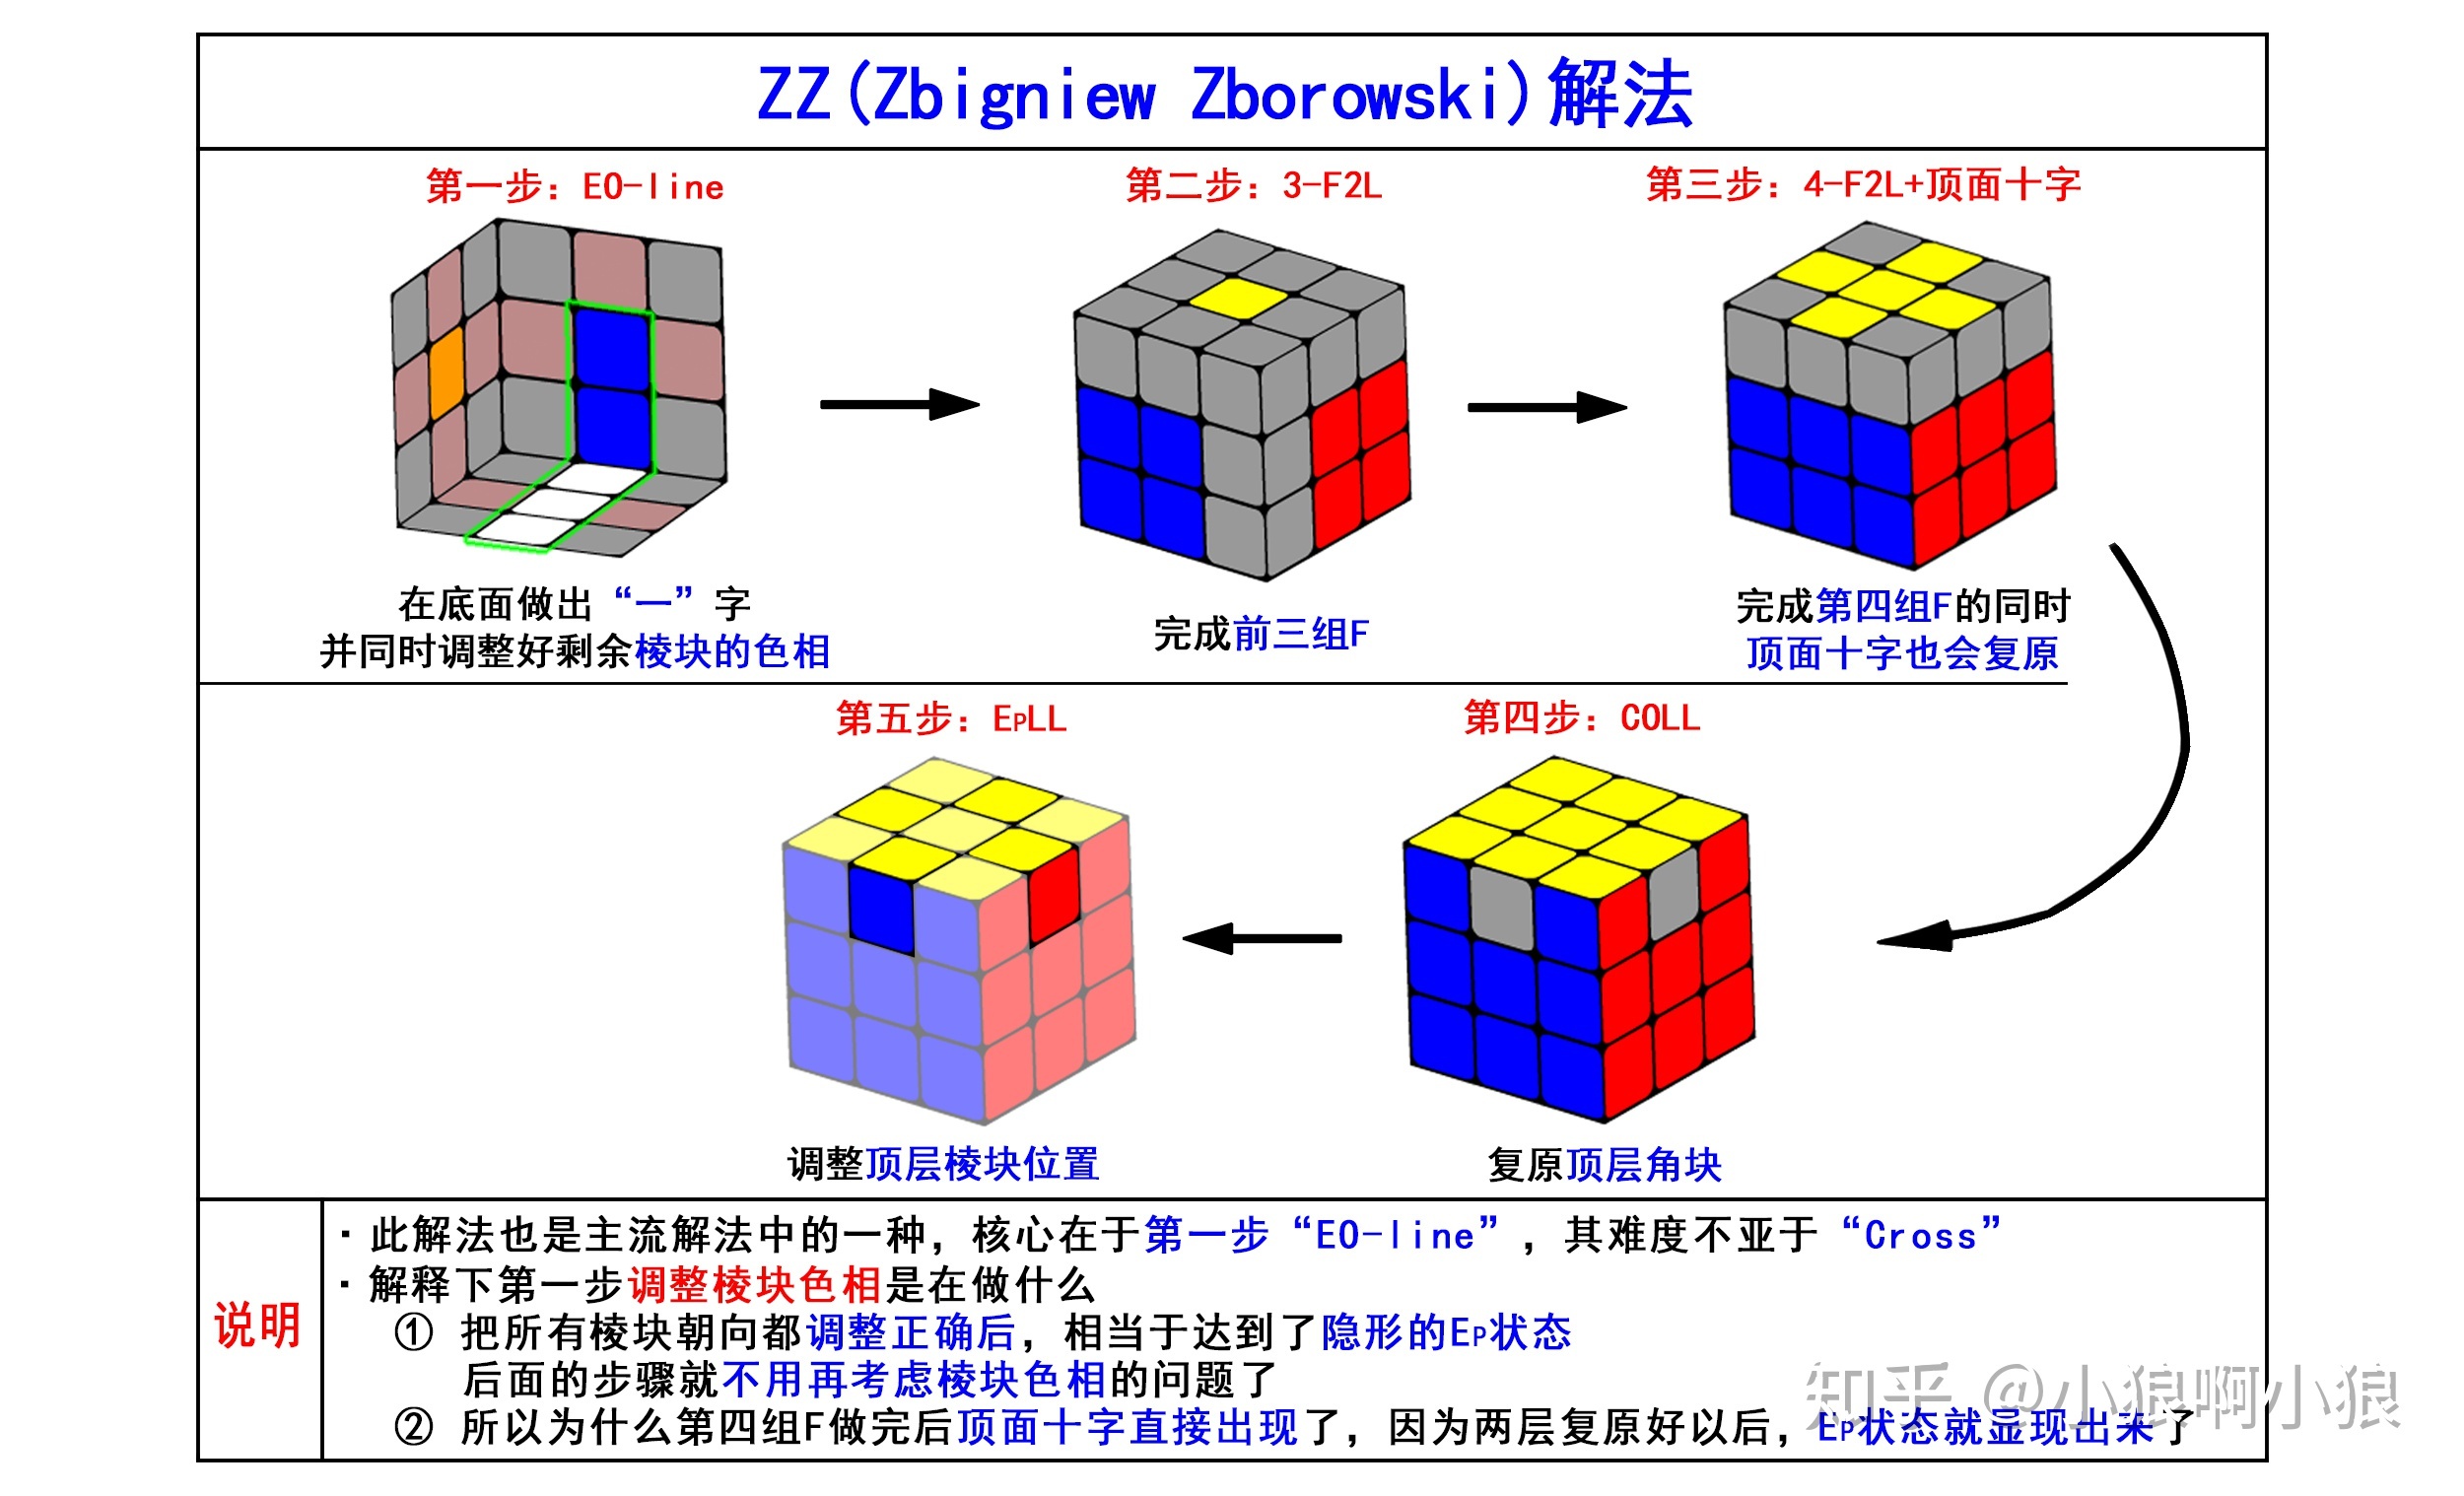 ZZ(Zbigniew Zborowski)解法
第一步：EO-line
第二步：3-F2L
第三步：4-F2L+顶面十字
在底面做出“一”字
并同时调整好剩余棱块的色相
完成前三组F
完成第四组F的同时
顶面十字也会复原
第五步：EPLL
第四步：COLL
调整顶层棱块位置
复原顶层角块
说明
·此解法也是主流解法中的一种，核心在于第一步“EO-line”，其难度不亚于“Cross”
·解释下第一步调整棱块色相是在做什么
① 把所有棱块朝向都调整正确后，相当于达到了隐形的EP状态
后面的步骤就不用再考虑棱块色相的问题了
② 所以为什么第四组F做完后顶面十字直接出现了，因为两层复原好以后，EP状态就显现出来了
知乎 @小狼啊小狼